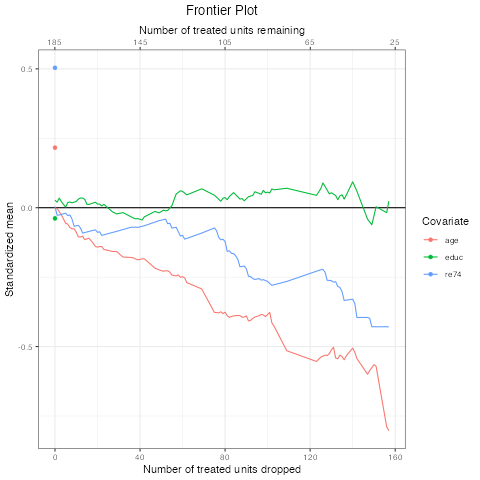 Frontier Plot
Number of treated units remaining
185 145 105 65 25
0.5
0.0
-0.5
Standardized mean
0 40 80 120 160
Number of treated units dropped
Covariate
age
educ
re74